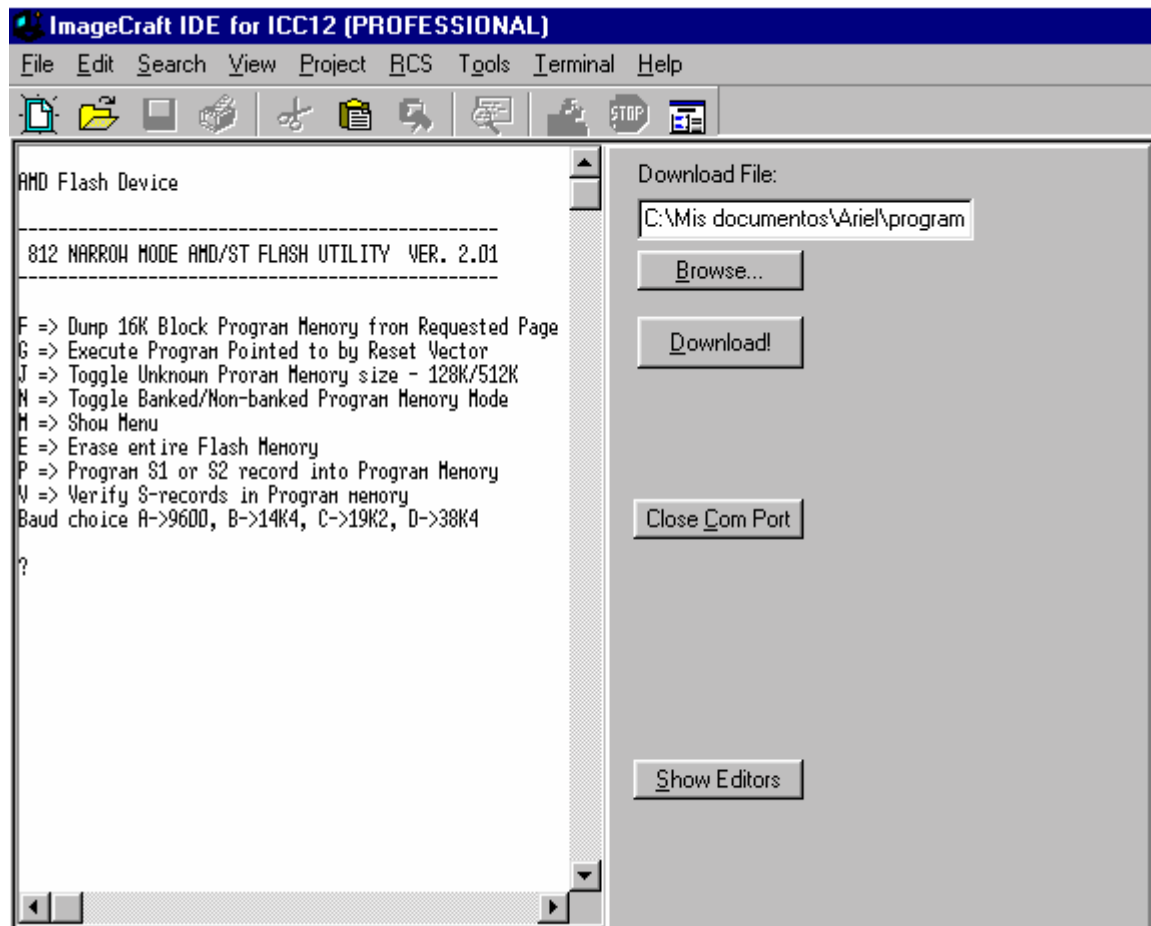 ImageCraft IDE for ICC12 (PROFESSIONAL)
File Edit Search View Project RCS Tools Terminal Help
STOP
AMD Flash Device
----------------------------------------------
812 NARROW MODE AMD/ST FLASH UTILITY VER. 2.01
----------------------------------------------
F => Dump 16K Block Program Memory from Requested Page
G => Execute Program Pointed to by Reset Vector
J => Toggle Unknown Proram Memory size - 128K/512K
N => Toggle Banked/Non-banked Program Memory Mode
M => Show Menu
E => Erase entire Flash Memory
P => Program S1 or S2 record into Program Memory
V => Verify S-records in Program memory
Baud choice A->9600, B->14K4, C->19K2, D->38K4
?
Download File:
C:\Mis documentos\Ariel\program
Browse...
Download!
Close Com Port
Show Editors